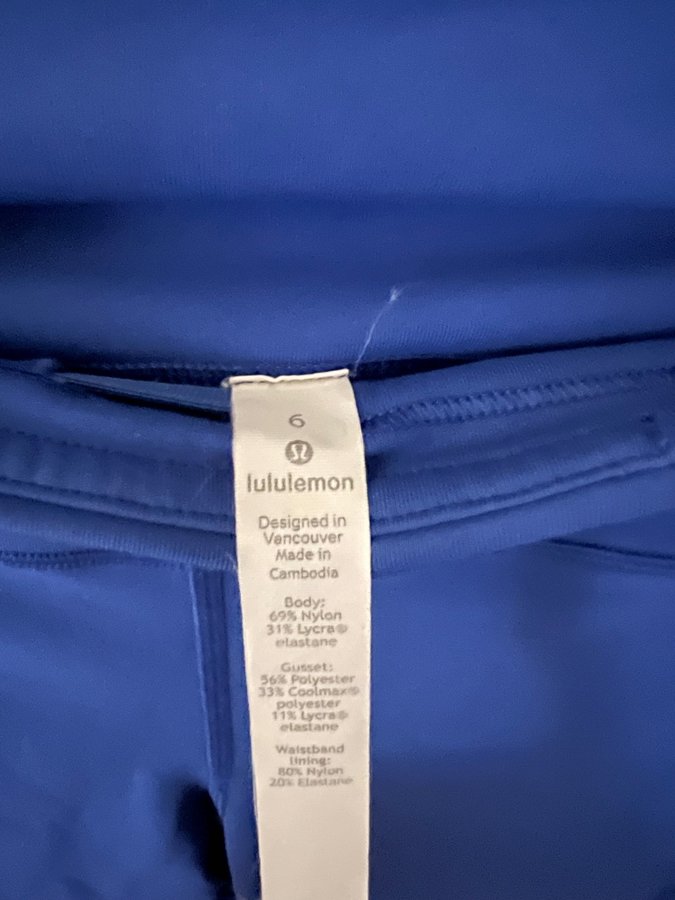 6
lululemon
Designed in
Vancouver
Made in
Cambodia
Body:
69% Nylon
31% Lycra®
elastane
Gusset:
56% Polyester
33% Coolmax®
polyester
11% Lycra®
elastane
Waistband
lining:
80% Nylon
20% Elastane